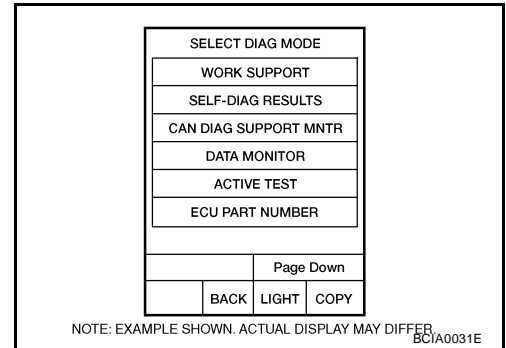 SELECT DIAG MODE
WORK SUPPORT
SELF-DIAG RESULTS
CAN DIAG SUPPORT MNTR
DATA MONITOR
ACTIVE TEST
ECU PART NUMBER
Page Down
BACK LIGHT COPY
NOTE: EXAMPLE SHOWN. ACTUAL DISPLAY MAY DIFFER.
BCIA0031E